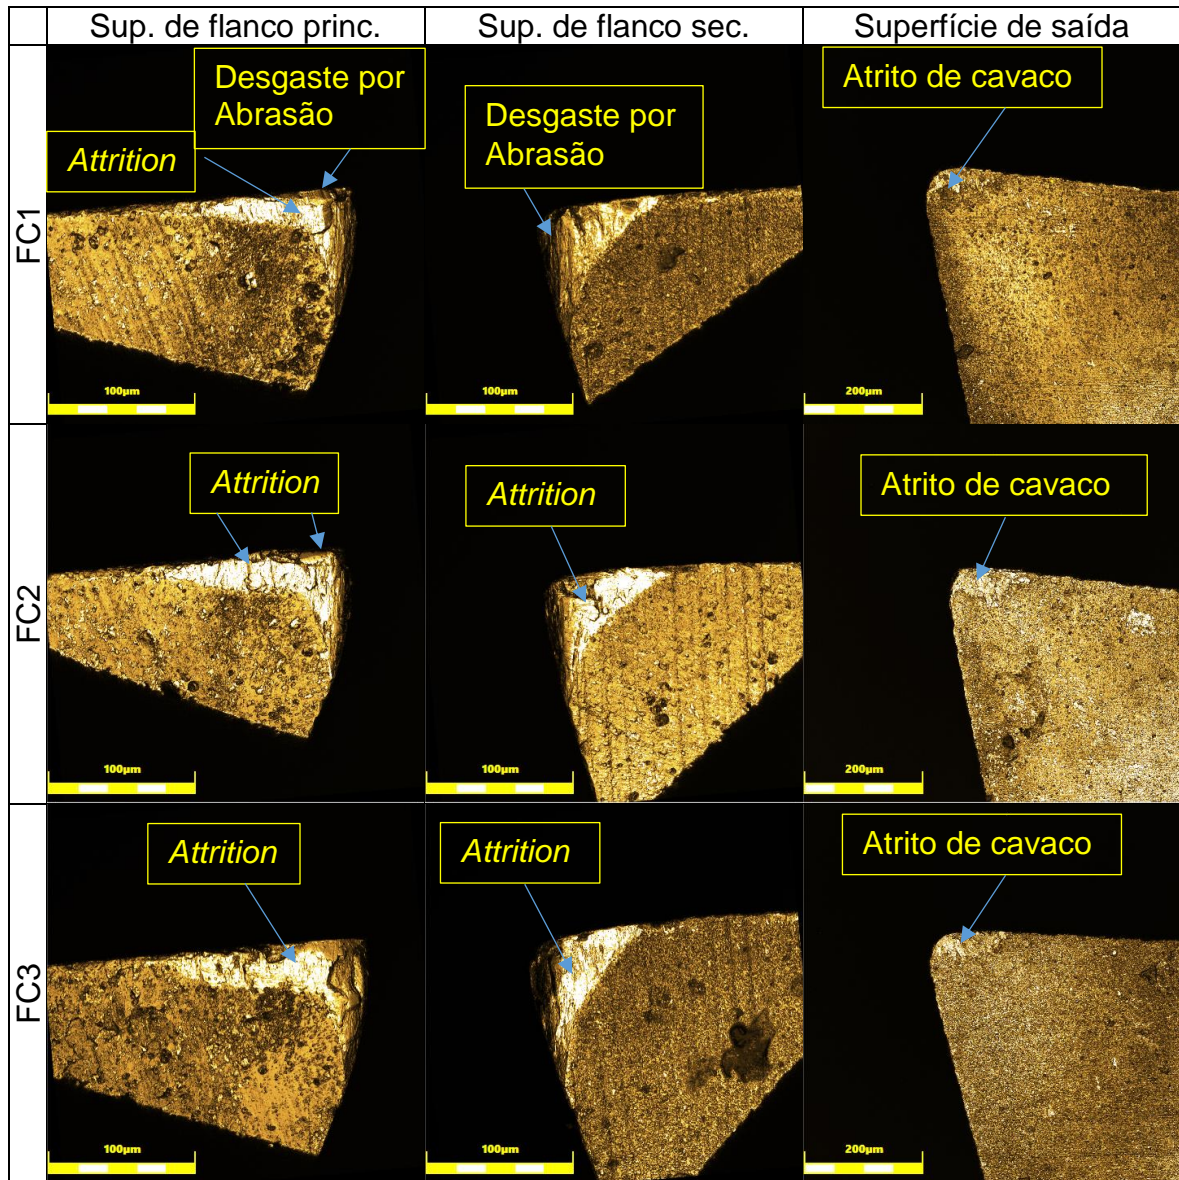 Sup. de flanco princ.
Sup. de flanco sec.
Superfície de saída
FC1
Desgaste por
Abrasão
Attrition
100µm
Desgaste por
Abrasão
100µm
Atrito de cavaco
200µm
FC2
Attrition
100µm
Attrition
100µm
Atrito de cavaco
200µm
FC3
Attrition
100µm
Attrition
100µm
Atrito de cavaco
200µm